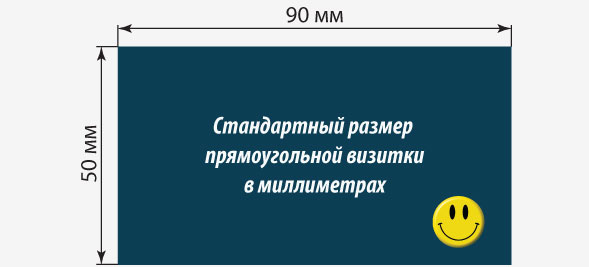 90 мм
50 мм
Стандартный размер
прямоугольной визитки
в миллиметрах